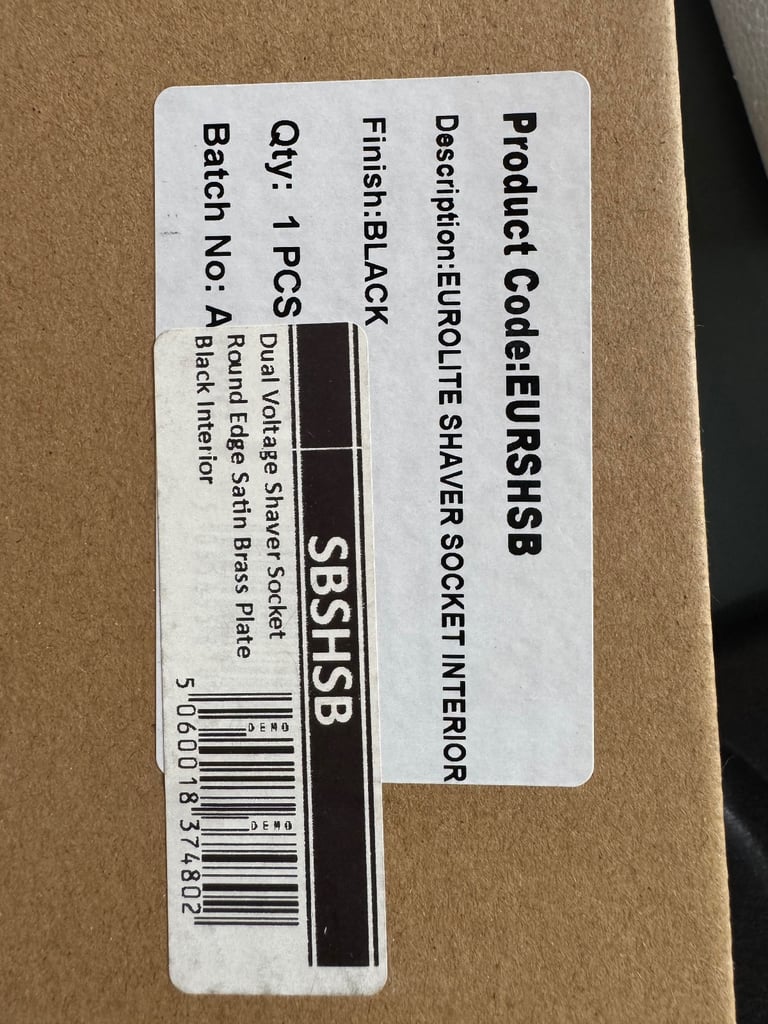 Product Code:EURSHSB
Description:EUROLITE SHAVER SOCKET INTERIOR
Finish:BLACK
Qty: 1 PCS
Batch No: A
SBSHSB
Dual Voltage Shaver Socket
Round Edge Satin Brass Plate
Black Interior
DEMO
DEMO
5 060018 374802